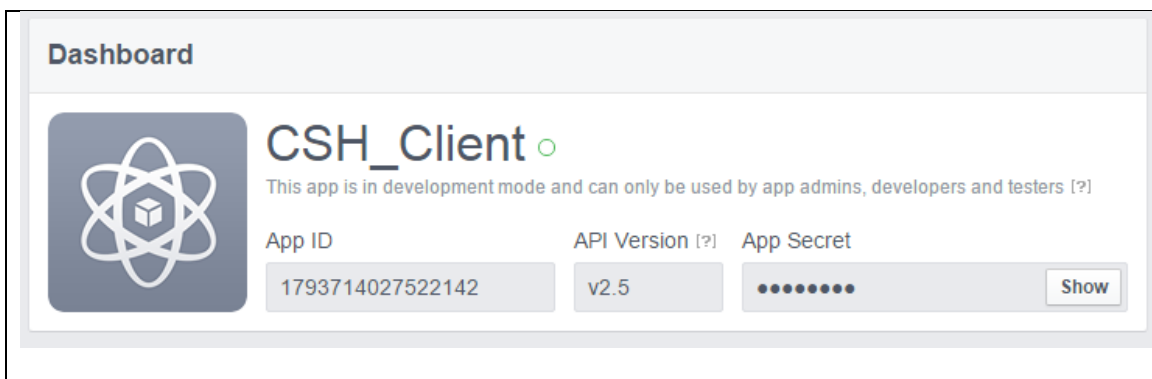 Dashboard
CSH_Client
This app is in development mode and can only be used by app admins, developers and testers [?]
App ID API Version [?] App Secret
1793714027522142 v2.5 ●●●●●●●● Show